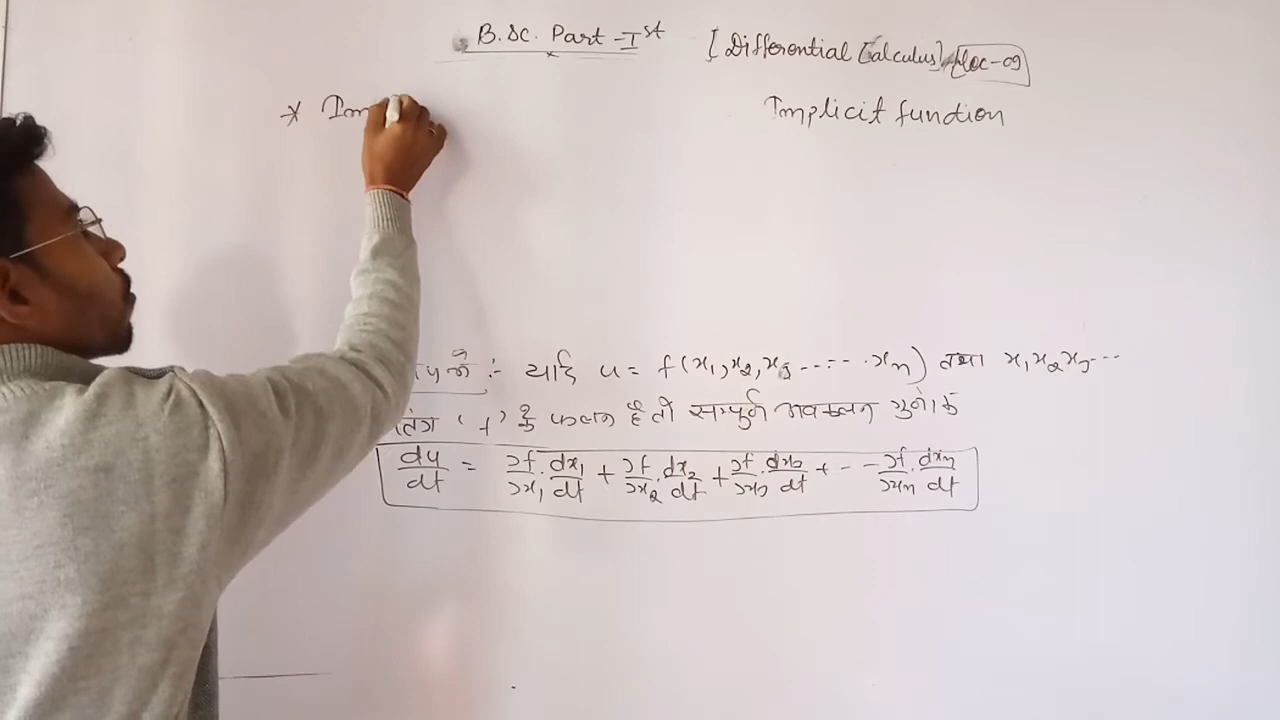 B.Sc. Part - Ist [Differential Calculus] Lec-09
Implicit function
* Im
:- यदि u = f(x₁, x₂, x₃ ------ xₙ) तथा x₁ x₂ x₃ ---
't' के फलन है तो सम्पूर्ण अवकलन गुणांक
du/dt = ∂f/∂x₁ . dx₁/dt + ∂f/∂x₂ . dx₂/dt + ∂f/∂x₃ . dx₃/dt + - - ∂f/∂xₙ . dxₙ/dt